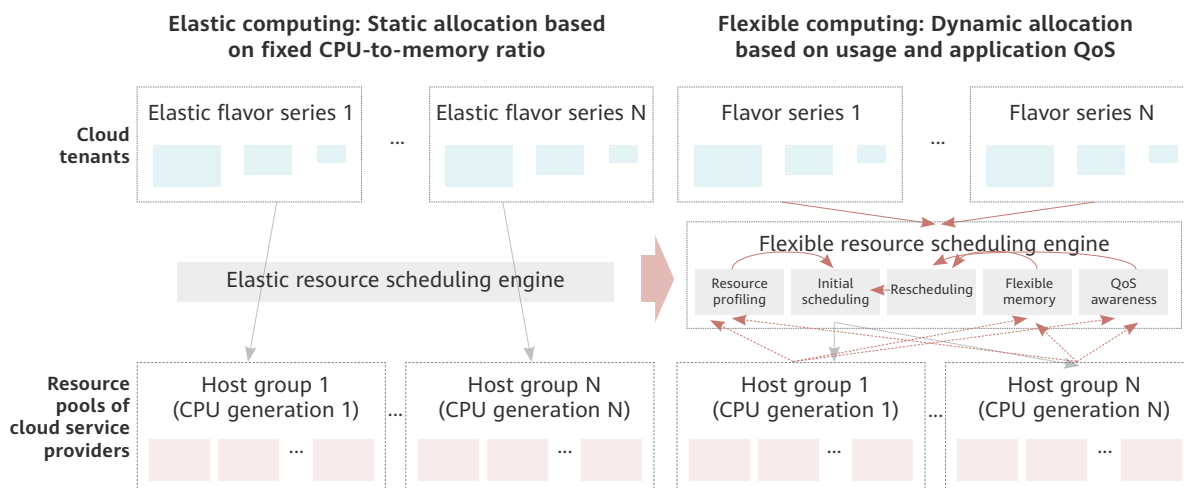 Elastic computing: Static allocation based
on fixed CPU-to-memory ratio
Flexible computing: Dynamic allocation
based on usage and application QoS
Cloud
tenants
Elastic flavor series 1
...
Elastic flavor series N
Flavor series 1
...
Flavor series N
Elastic resource scheduling engine
Flexible resource scheduling engine
Resource
profiling
Initial
scheduling
Rescheduling
Flexible
memory
QoS
awareness
Resource
pools of
cloud service
providers
Host group 1
(CPU generation 1)
...
...
Host group N
(CPU generation N)
...
Host group 1
(CPU generation 1)
...
...
Host group N
(CPU generation N)
...